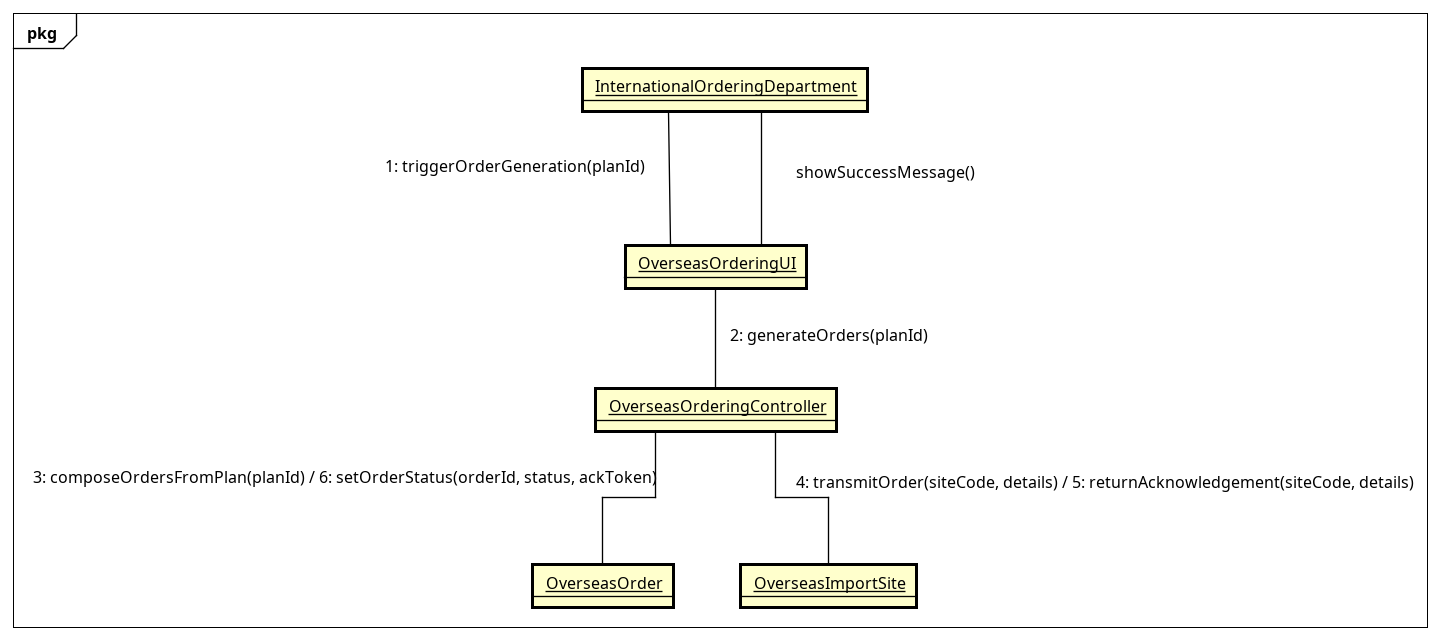 pkg
InternationalOrderingDepartment
1: triggerOrderGeneration(planId)
showSuccessMessage()
OverseasOrderingUI
2: generateOrders(planId)
OverseasOrderingController
3: composeOrdersFromPlan(planId) / 6: setOrderStatus(orderId, status, ackToken)
4: transmitOrder(siteCode, details) / 5: returnAcknowledgement(siteCode, details)
OverseasOrder
OverseasImportSite